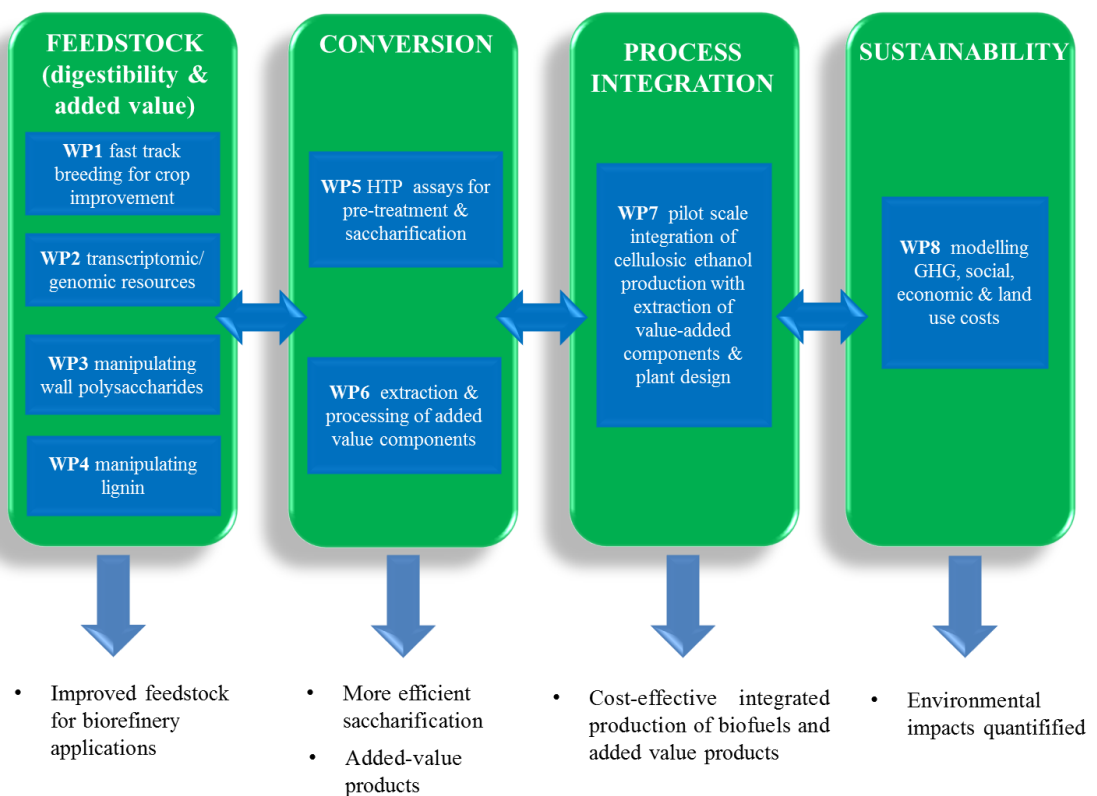 FEEDSTOCK
(digestibility &
added value)
WP1 fast track
breeding for crop
improvement
WP2 transcriptomic/
genomic resources
WP3 manipulating
wall polysaccharides
WP4 manipulating
lignin
CONVERSION
WP5 HTP assays for
pre-treatment &
saccharification
WP6 extraction &
processing of added
value components
PROCESS
INTEGRATION
WP7 pilot scale
integration of
cellulosic ethanol
production with
extraction of
value-added
components &
plant design
SUSTAINABILITY
WP8 modelling
GHG, social,
economic & land
use costs
• Improved feedstock
for biorefinery
applications
• More efficient
saccharification
• Added-value
products
• Cost-effective integrated
production of biofuels and
added value products
• Environmental
impacts quantifified